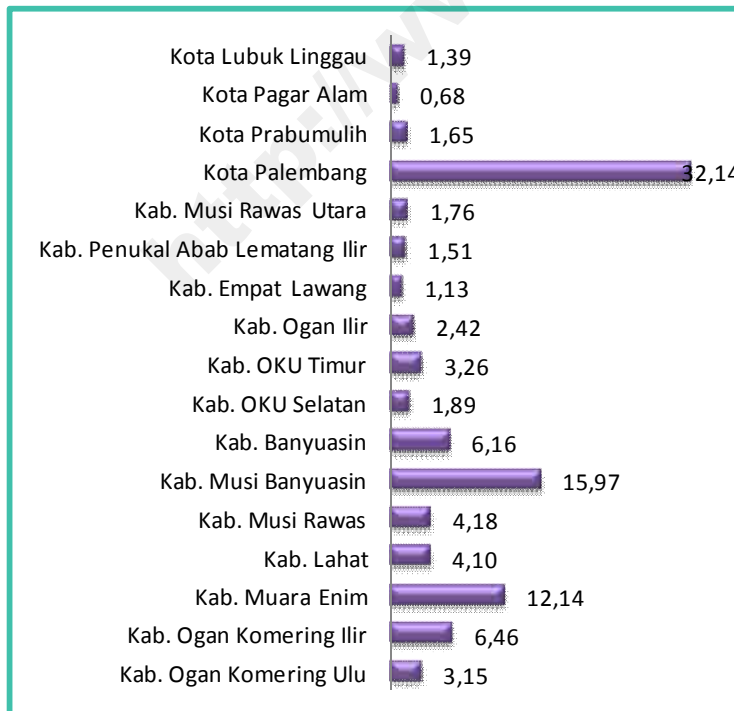 http://ww
Kota Lubuk Linggau 1,39
Kota Pagar Alam 0,68
Kota Prabumulih 1,65
Kota Palembang 32,14
Kab. Musi Rawas Utara 1,76
Kab. Penukal Abab Lematang Ilir 1,51
Kab. Empat Lawang 1,13
Kab. Ogan Ilir 2,42
Kab. OKU Timur 3,26
Kab. OKU Selatan 1,89
Kab. Banyuasin 6,16
Kab. Musi Banyuasin 15,97
Kab. Musi Rawas 4,18
Kab. Lahat 4,10
Kab. Muara Enim 12,14
Kab. Ogan Komering Ilir 6,46
Kab. Ogan Komering Ulu 3,15